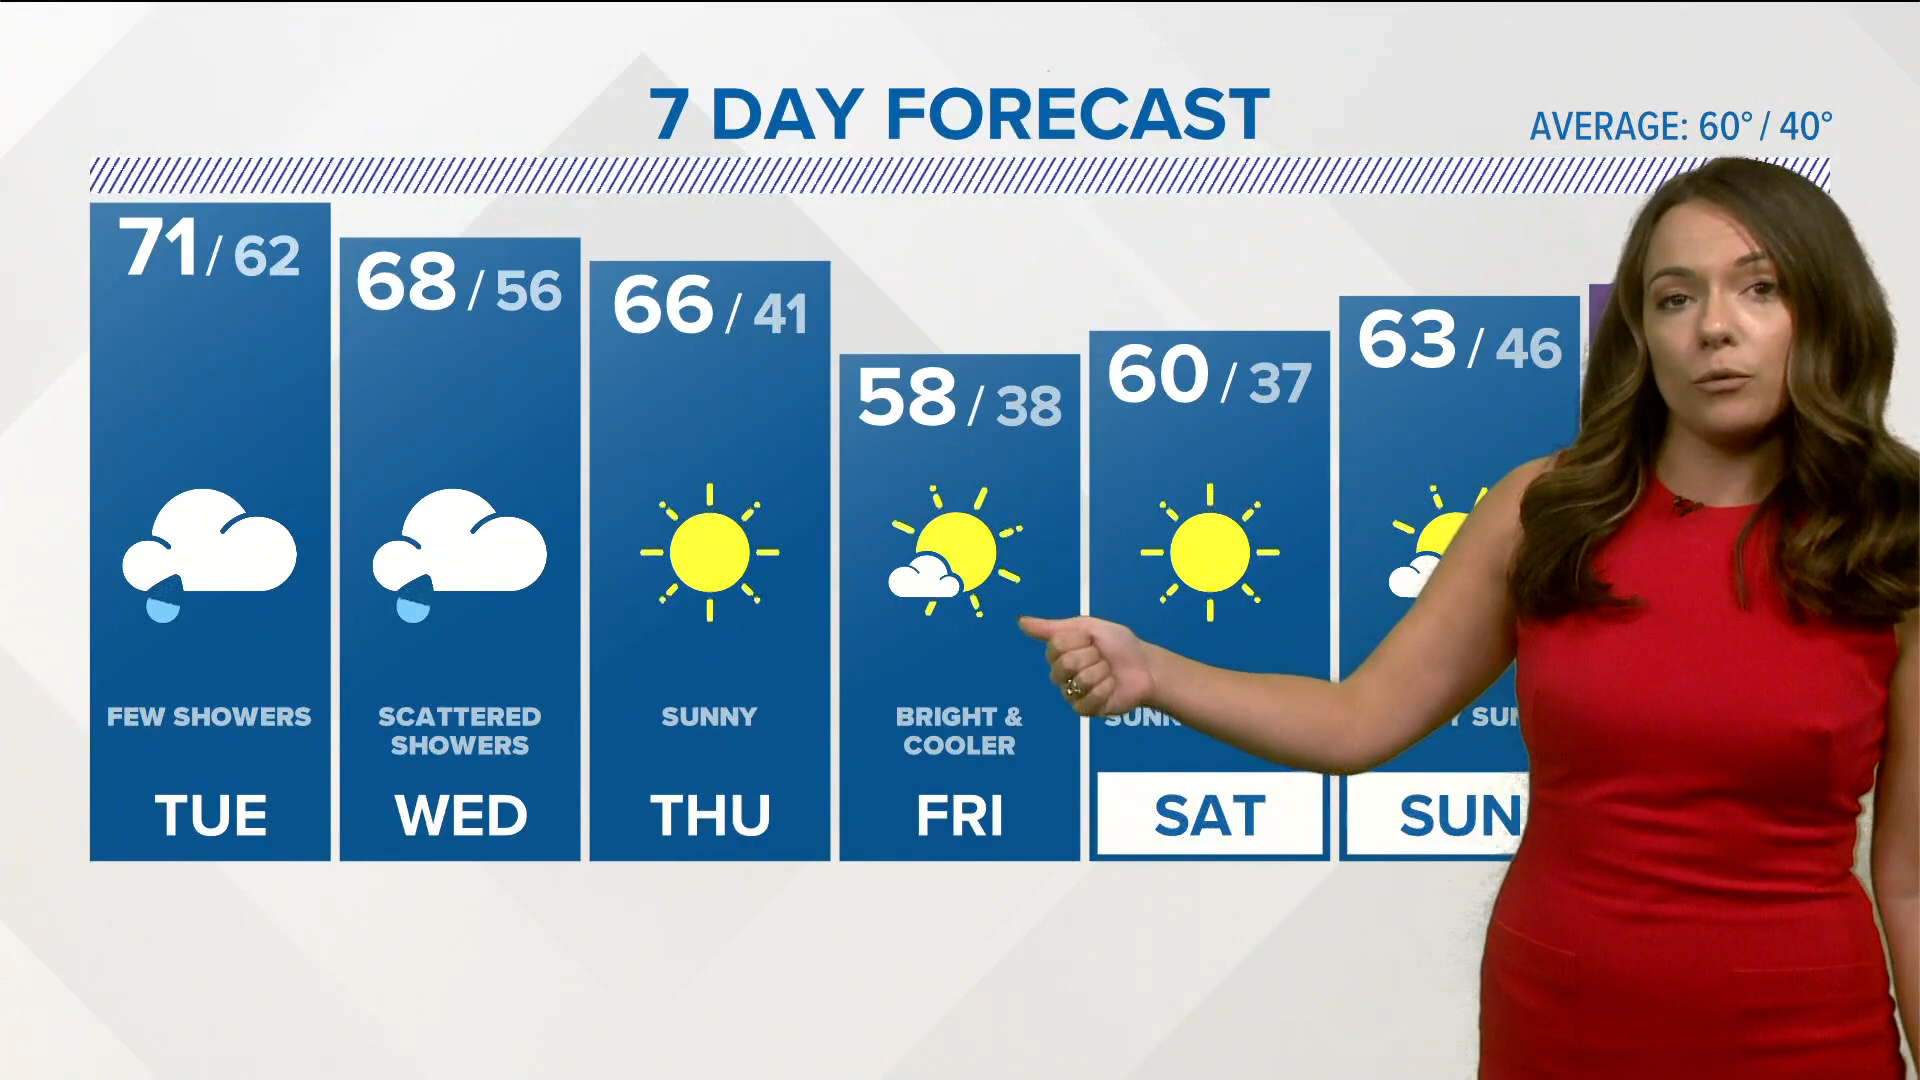 7 DAY FORECAST
AVERAGE: 60° / 40°
71 / 62
FEW SHOWERS
TUE
68 / 56
SCATTERED
SHOWERS
WED
66 / 41
SUNNY
THU
58 / 38
BRIGHT &
COOLER
FRI
60 / 37
SAT
63 / 46
SUN